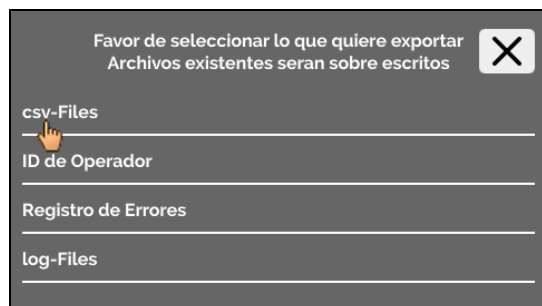 Favor de seleccionar lo que quiere exportar
Archivos existentes seran sobre escritos
csv-Files
ID de Operador
Registro de Errores
log-Files